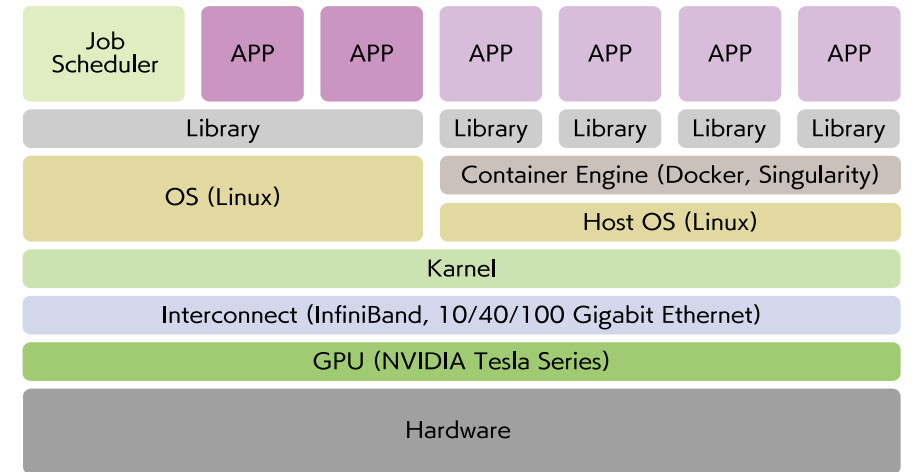 Job
Scheduler
APP
APP
APP
APP
APP
APP
Library
Library
Library
Library
Library
OS (Linux)
Container Engine (Docker, Singularity)
Host OS (Linux)
Karnel
Interconnect (InfiniBand, 10/40/100 Gigabit Ethernet)
GPU (NVIDIA Tesla Series)
Hardware